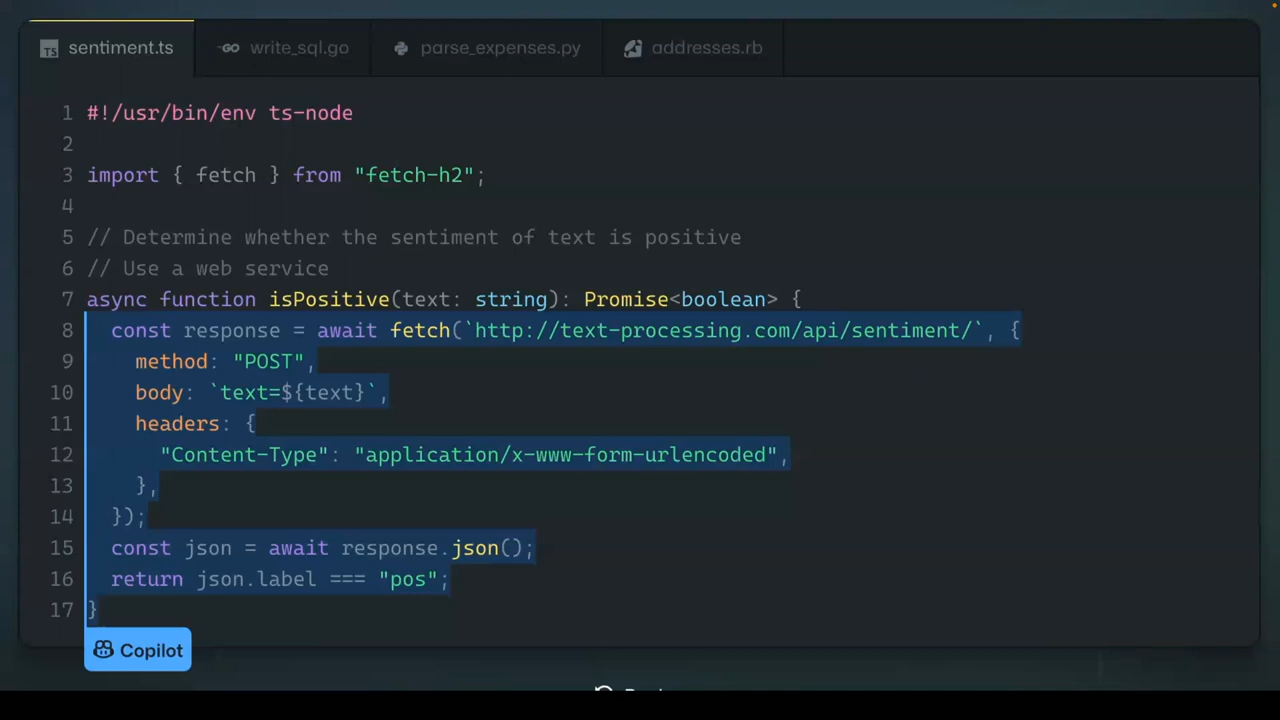 TS sentiment.ts
GO write_sql.go
parse_expenses.py
addresses.rb
1 #!/usr/bin/env ts-node
2
3 import { fetch } from "fetch-h2";
4
5 // Determine whether the sentiment of text is positive
6 // Use a web service
7 async function isPositive(text: string): Promise<boolean> {
8 const response = await fetch(`http://text-processing.com/api/sentiment/`, {
9 method: "POST",
10 body: `text=${text}`,
11 headers: {
12 "Content-Type": "application/x-www-form-urlencoded",
13 },
14 });
15 const json = await response.json();
16 return json.label === "pos";
17 }
Copilot